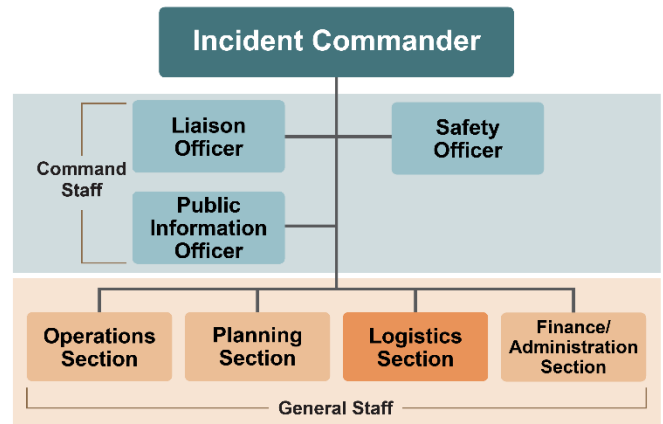 Incident Commander
Liaison
Officer
Safety
Officer
Command
Staff
Public
Information
Officer
Operations
Section
Planning
Section
Logistics
Section
Finance/
Administration
Section
General Staff